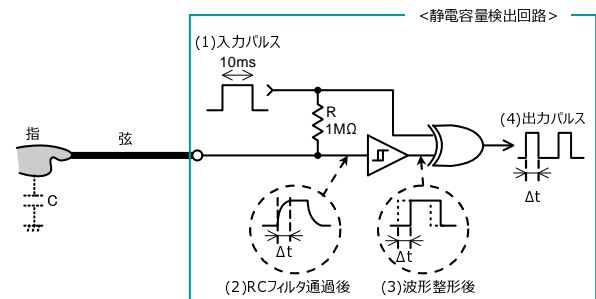 <静電容量検出回路>
(1)入力パルス
10ms
指
弦
R
1MΩ
(4)出力パルス
C
Δt
Δt
Δt
(2)RCフィルタ通過後
(3)波形整形後